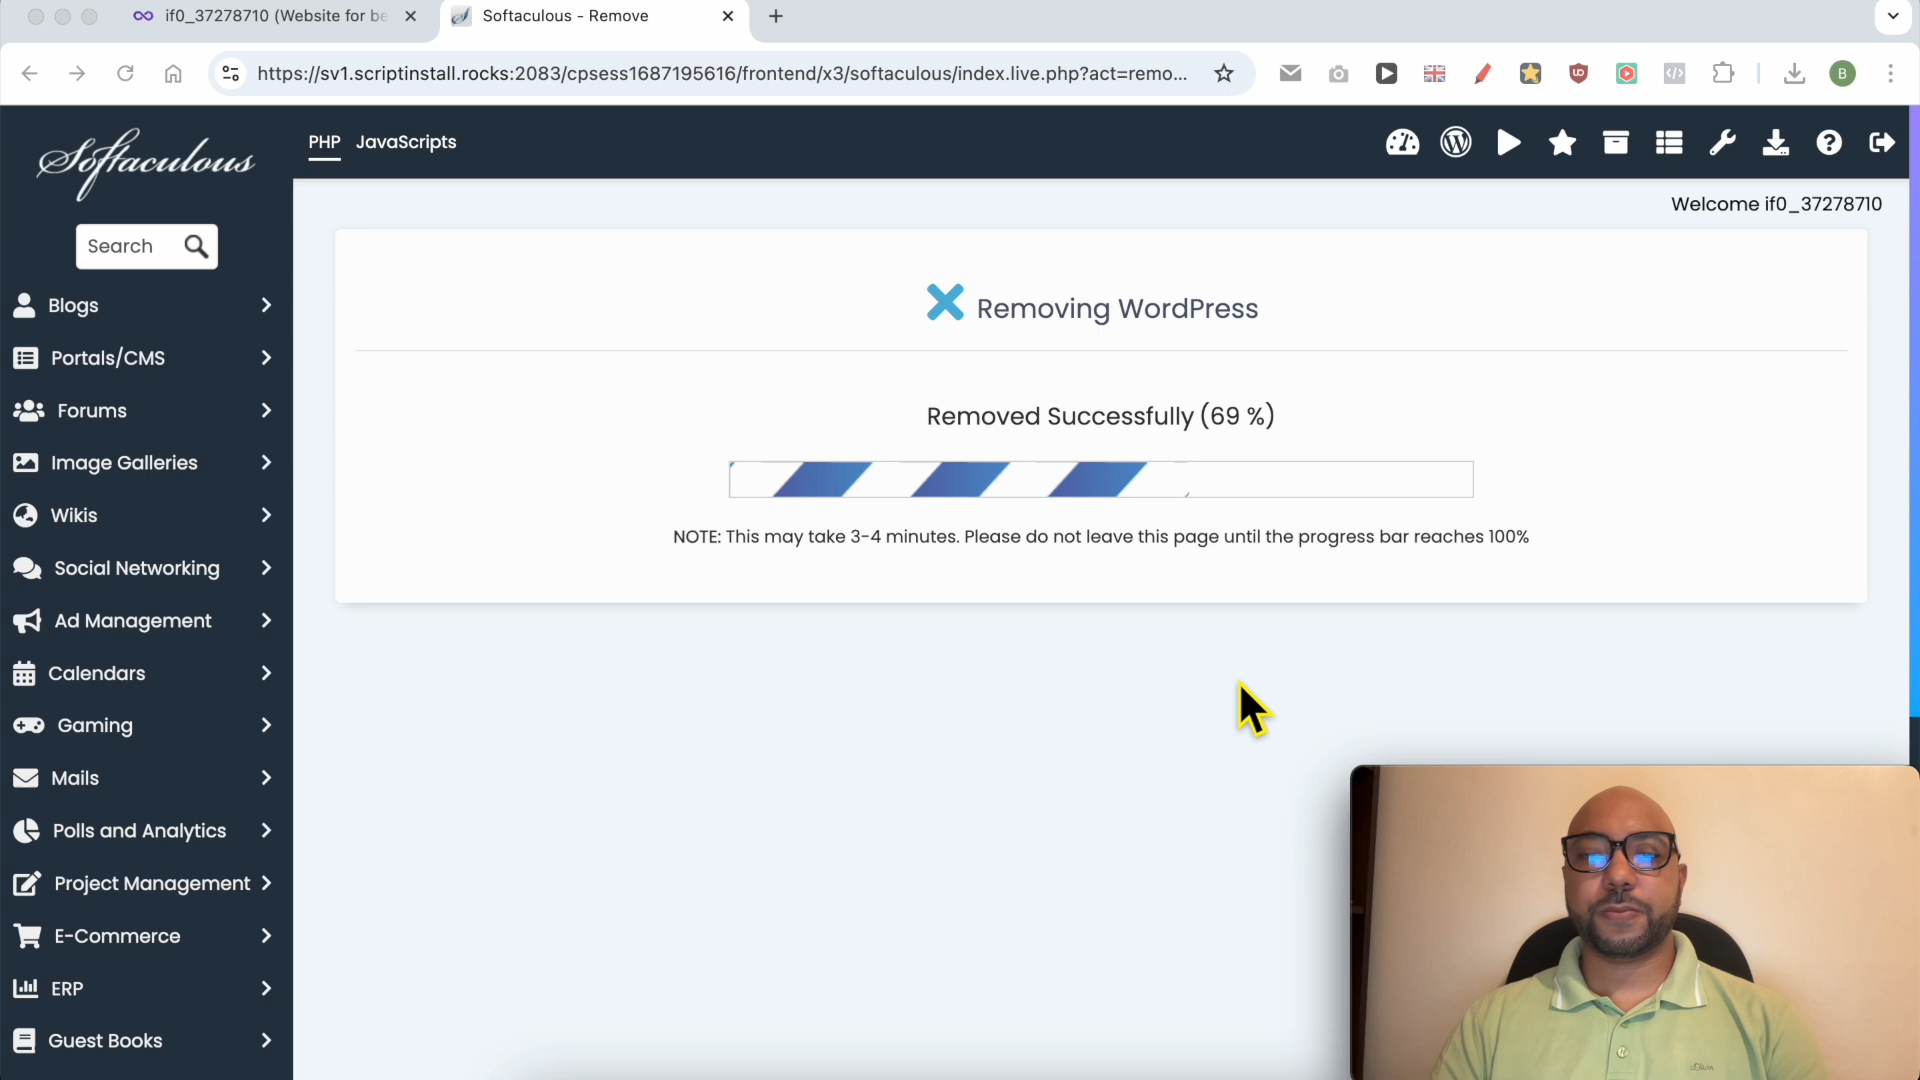 if0_37278710 (Website for be
Softaculous - Remove
https://sv1.scriptinstall.rocks:2083/cpsess1687195616/frontend/x3/softaculous/index.live.php?act=remo...
B
Softaculous
PHP
JavaScripts
Welcome if0_37278710
Search
Blogs
Portals/CMS
Forums
Image Galleries
Wikis
Social Networking
Ad Management
Calendars
Gaming
Mails
Polls and Analytics
Project Management
E-Commerce
ERP
Guest Books
Removing WordPress
Removed Successfully (69 %)
NOTE: This may take 3-4 minutes. Please do not leave this page until the progress bar reaches 100%